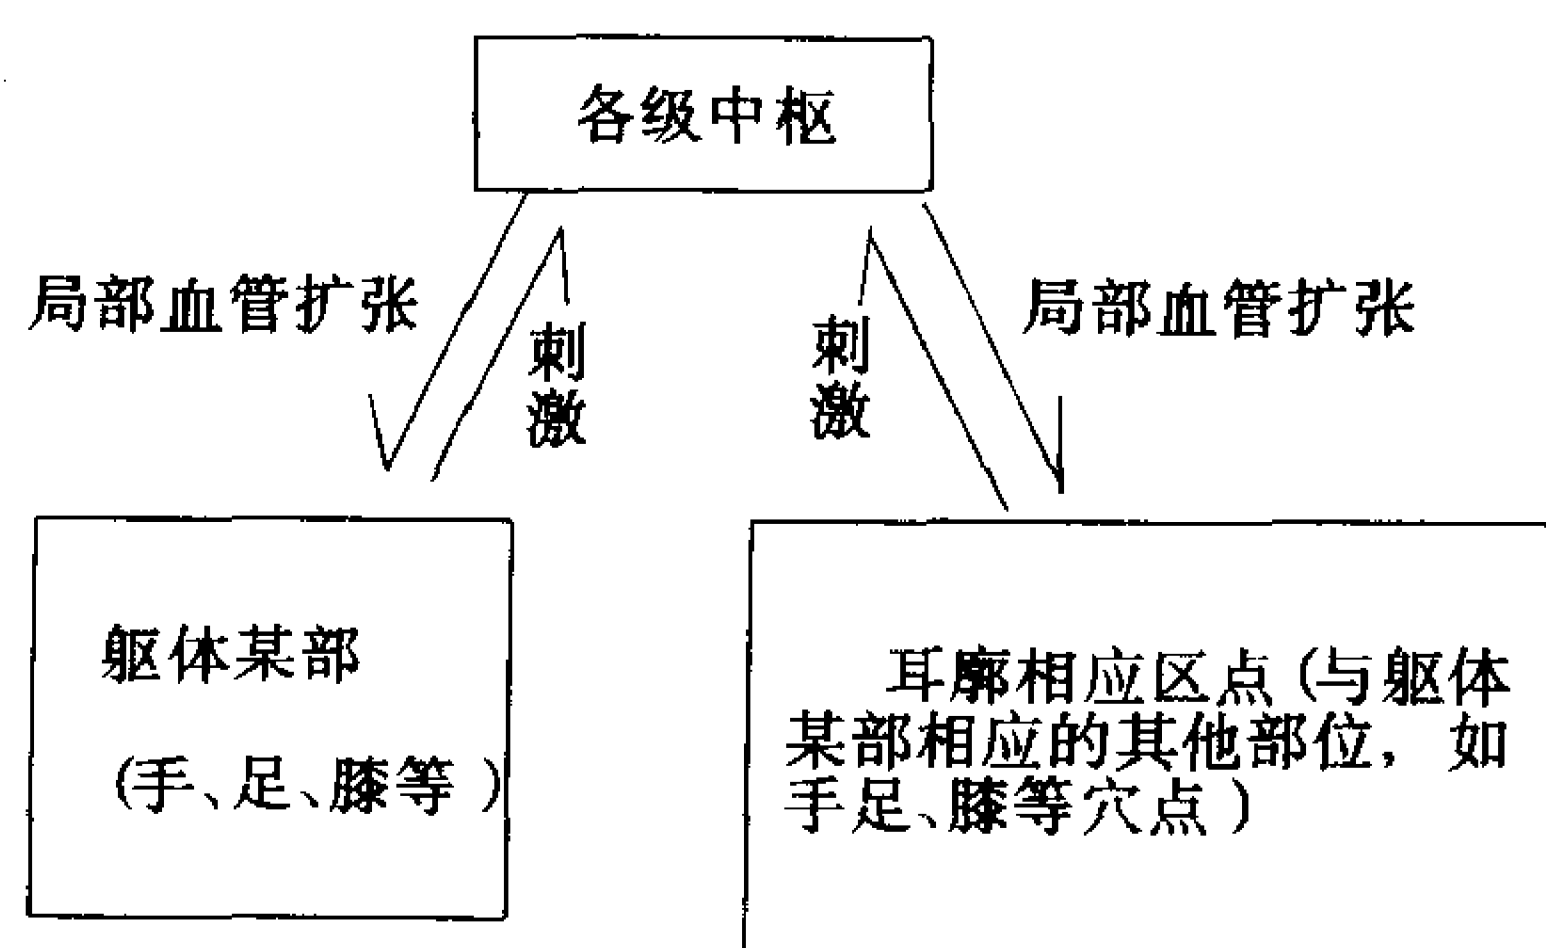 各级中枢
局部血管扩张
刺激
刺激
局部血管扩张
躯体某部
(手、足、膝等)
耳廓相应区点(与躯体
某部相应的其他部位，如
手足、膝等穴点)